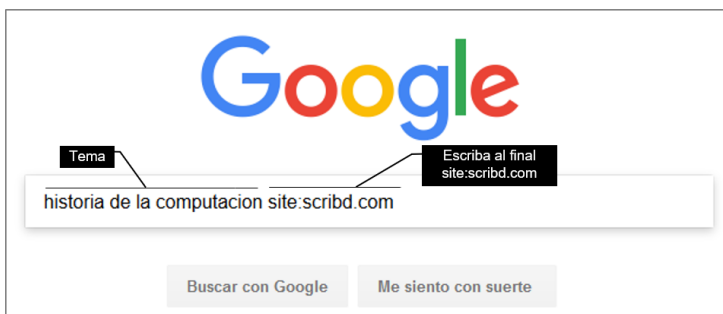 Google
Tema
Escriba al final
site:scribd.com
historia de la computacion site:scribd.com
Buscar con Google
Me siento con suerte